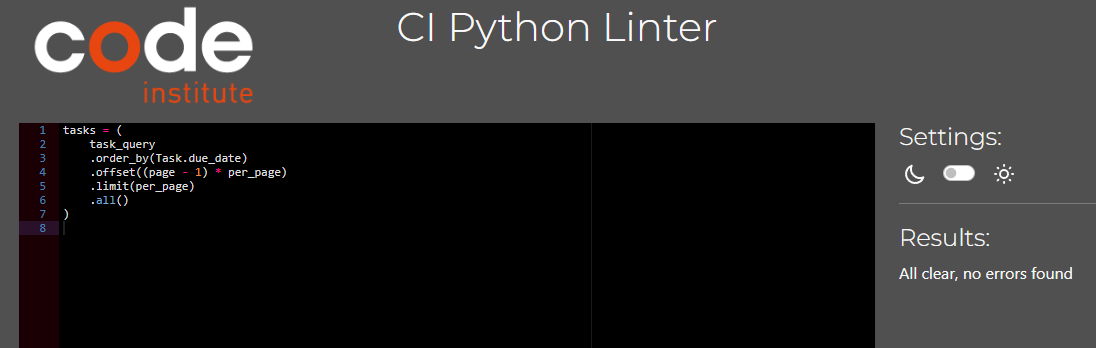 code
institute
CI Python Linter
1 tasks = (
2     task_query
3     .order_by(Task.due_date)
4     .offset((page - 1) * per_page)
5     .limit(per_page)
6     .all()
7 )
8
Settings:
Results:
All clear, no errors found